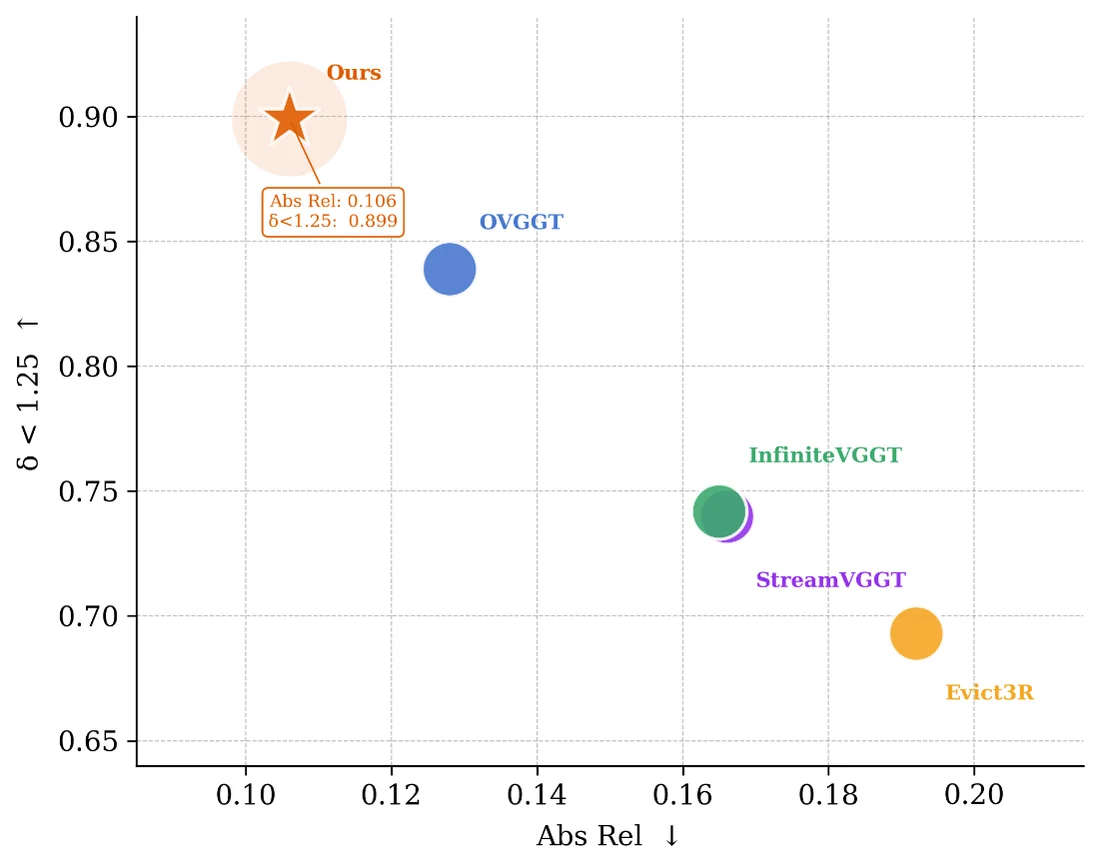 Ours
0.90
Abs Rel: 0.106
δ<1.25: 0.899
OVGGT
0.85
δ < 1.25 ↑
0.80
InfiniteVGGT
0.75
StreamVGGT
0.70
Evict3R
0.65
0.10 0.12 0.14 0.16 0.18 0.20
Abs Rel ↓